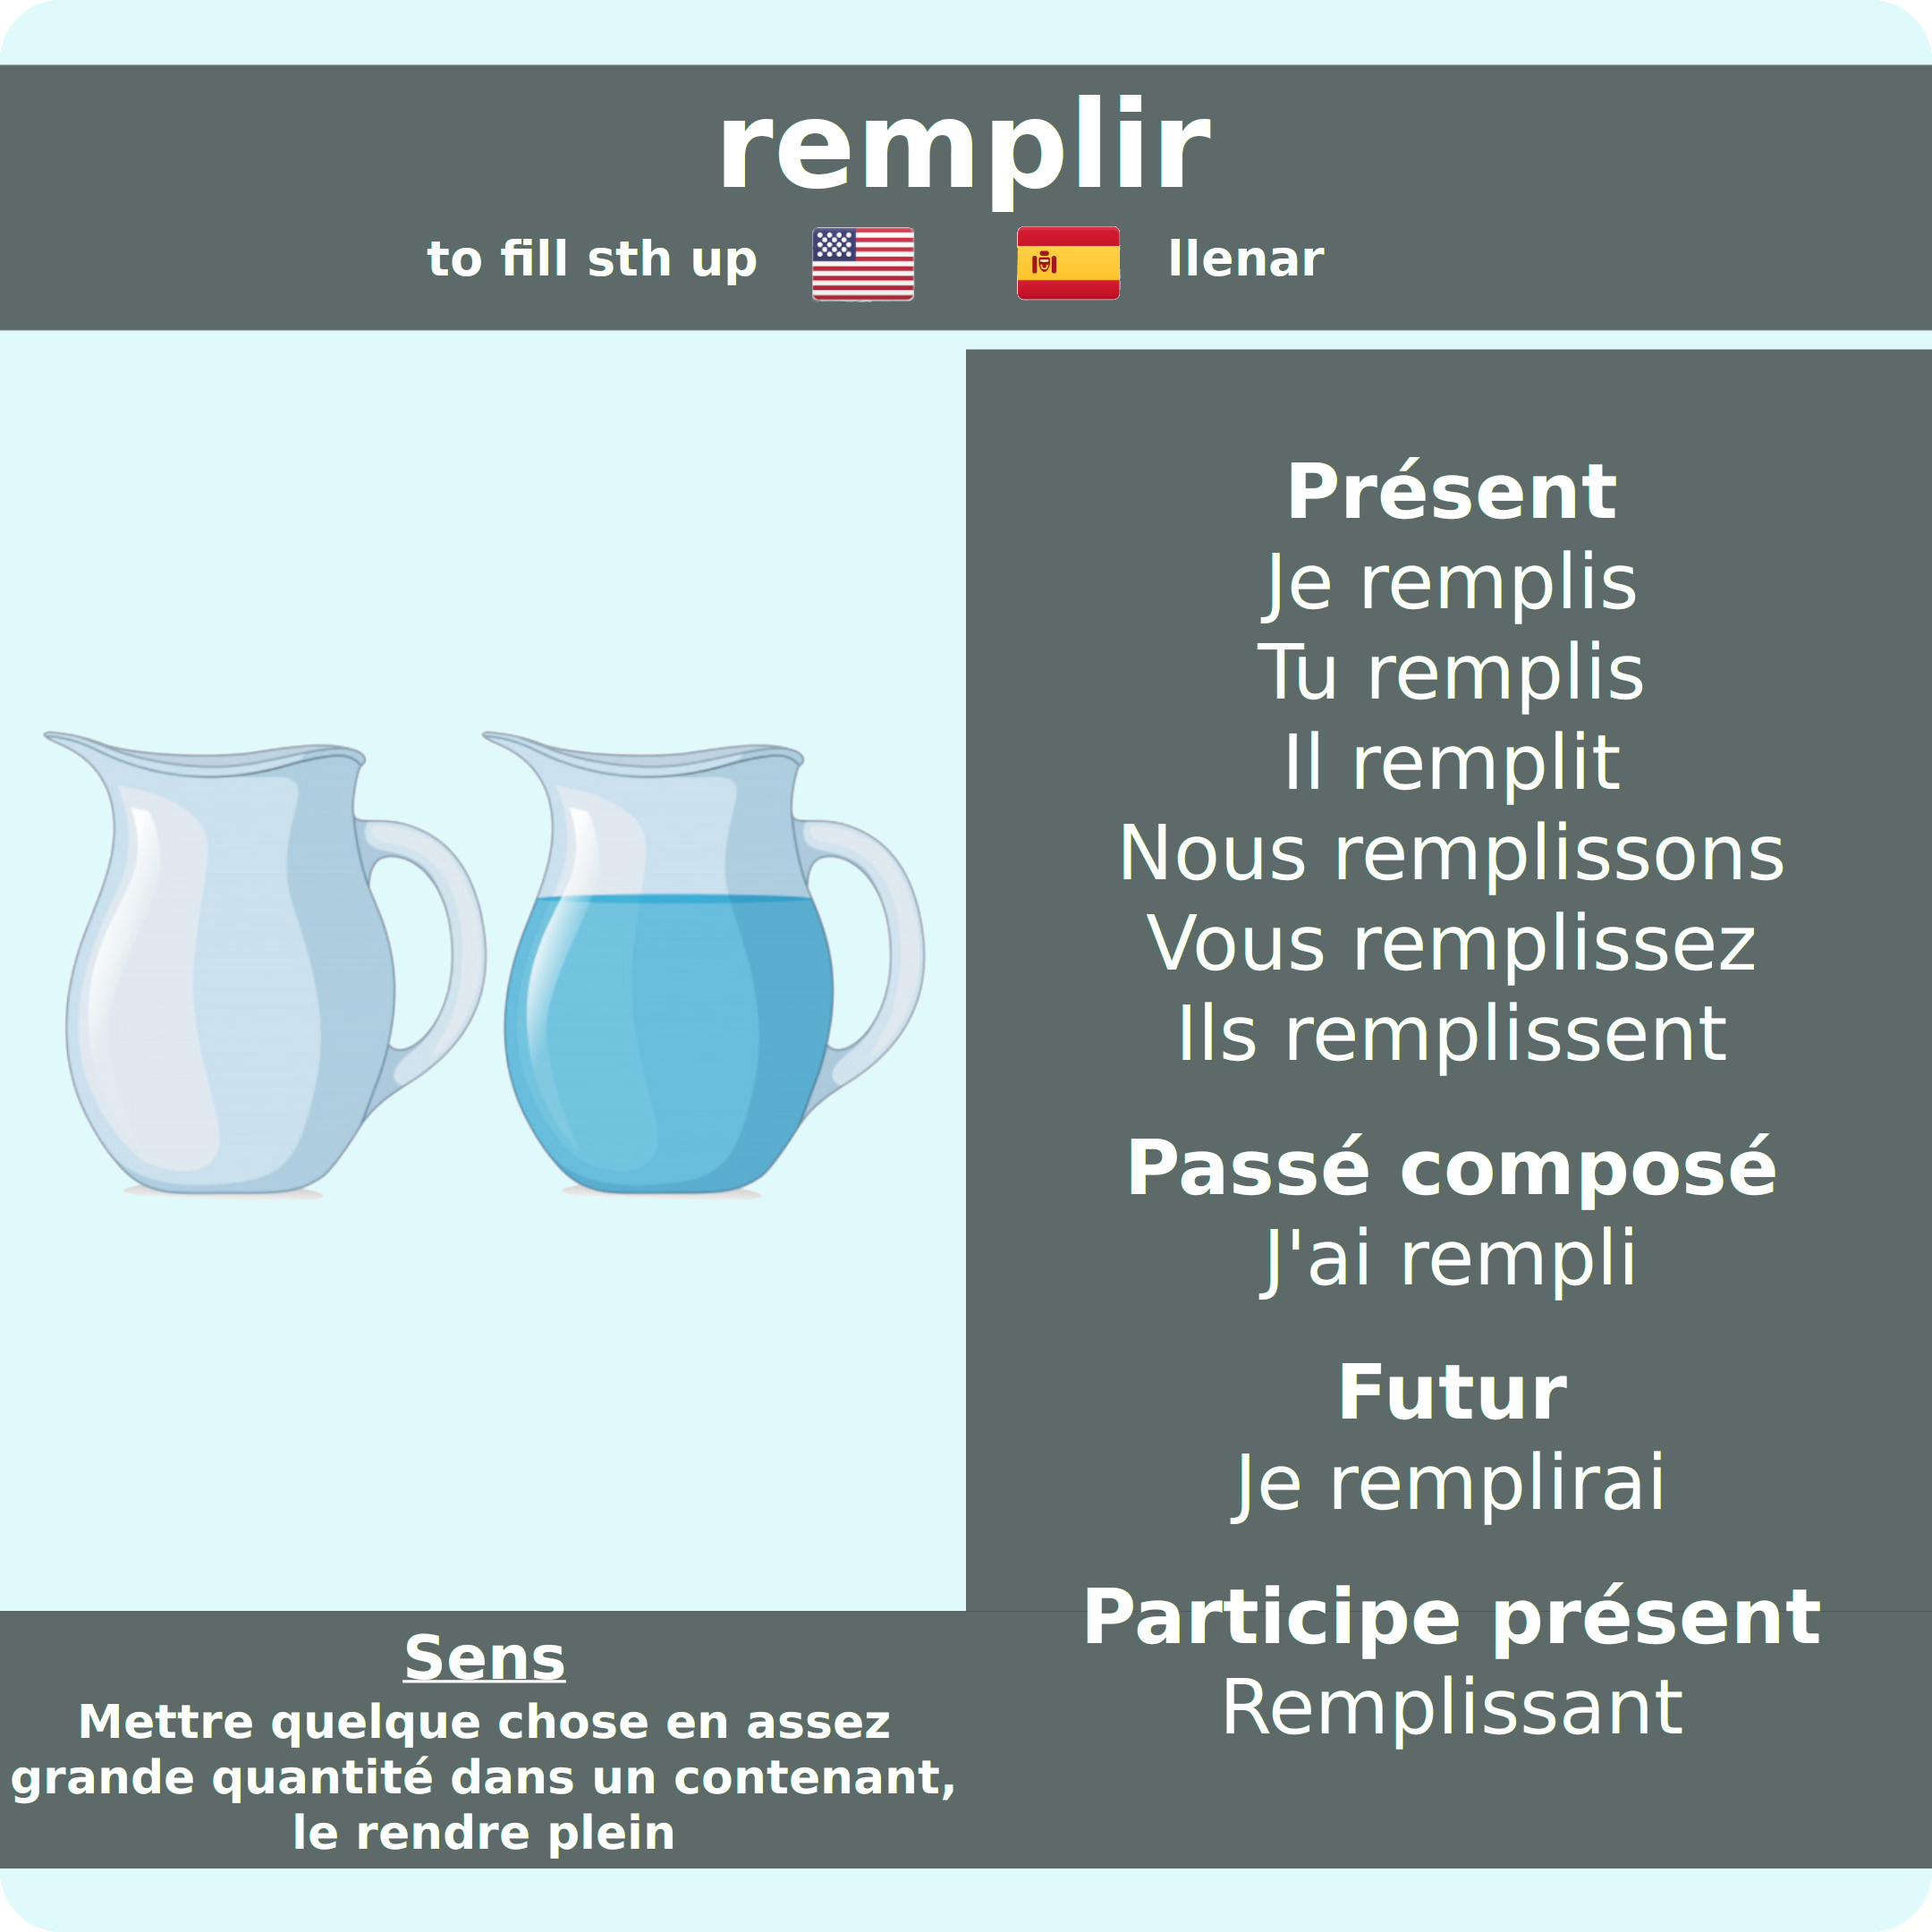 remplir
to fill sth up
llenar
Présent
Je remplis
Tu remplis
Il remplit
Nous remplissons
Vous remplissez
Ils remplissent
Passé composé
J'ai rempli
Futur
Je remplirai
Participe présent
Remplissant
Sens
Mettre quelque chose en assez
grande quantité dans un contenant,
le rendre plein